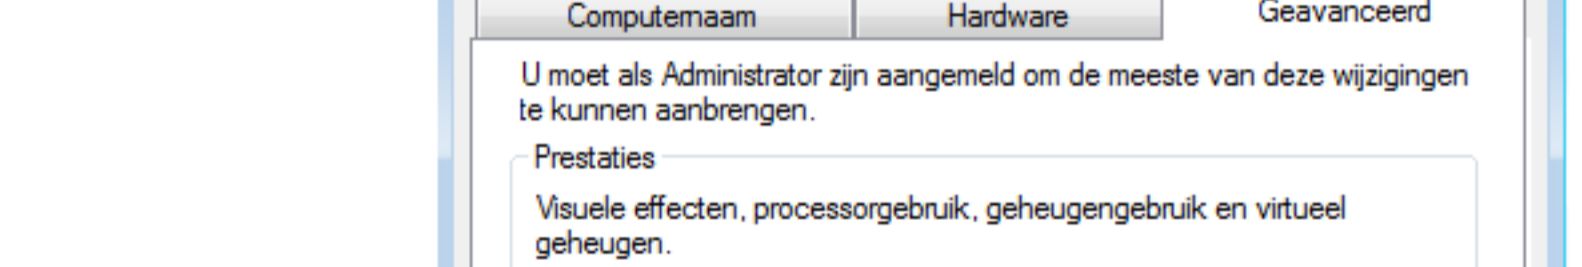 Computernaam Hardware Geavanceerd
U moet als Administrator zijn aangemeld om de meeste van deze wijzigingen
te kunnen aanbrengen.
Prestaties
Visuele effecten, processorgebruik, geheugengebruik en virtueel
geheugen.